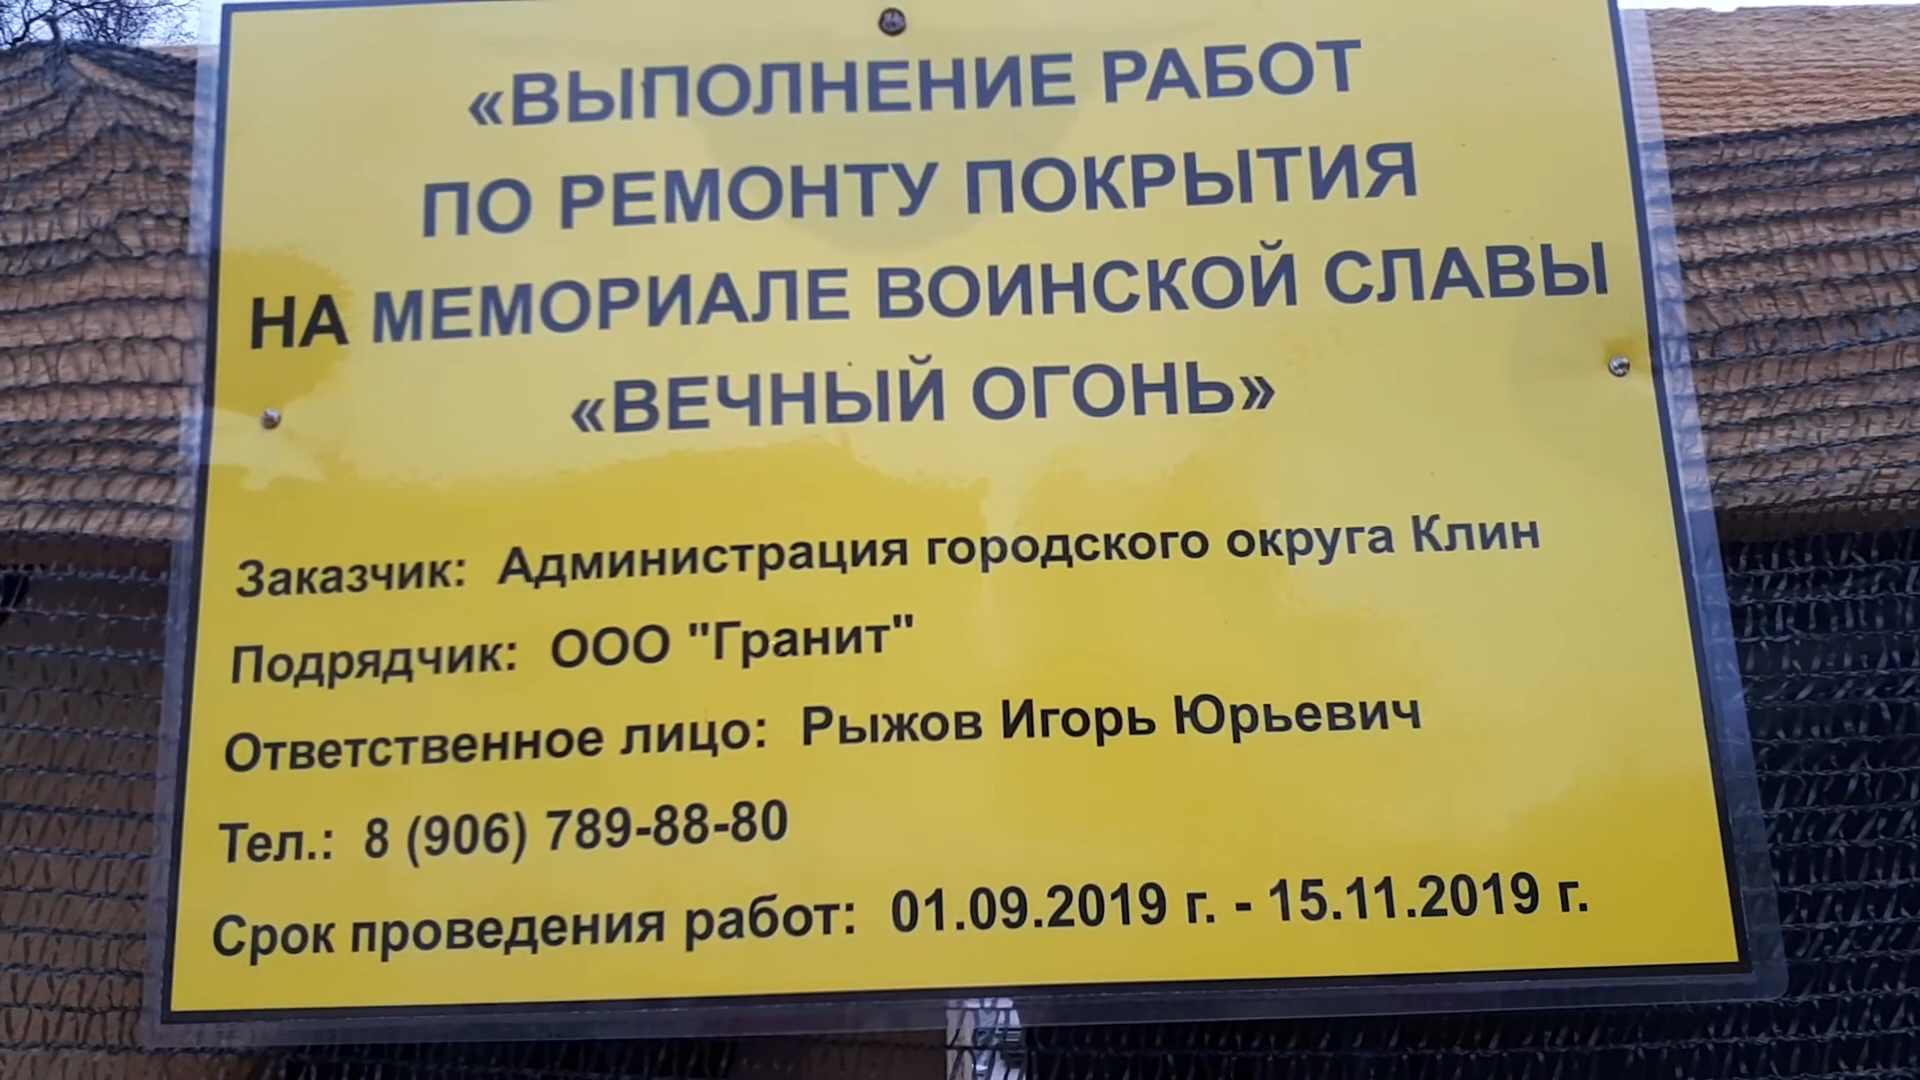 «ВЫПОЛНЕНИЕ РАБОТ
ПО РЕМОНТУ ПОКРЫТИЯ
НА МЕМОРИАЛЕ ВОИНСКОЙ СЛАВЫ
«ВЕЧНЫЙ ОГОНЬ»
Заказчик: Администрация городского округа Клин
Подрядчик: ООО "Гранит"
Ответственное лицо: Рыжов Игорь Юрьевич
Тел.: 8 (906) 789-88-80
Срок проведения работ: 01.09.2019 г. - 15.11.2019 г.